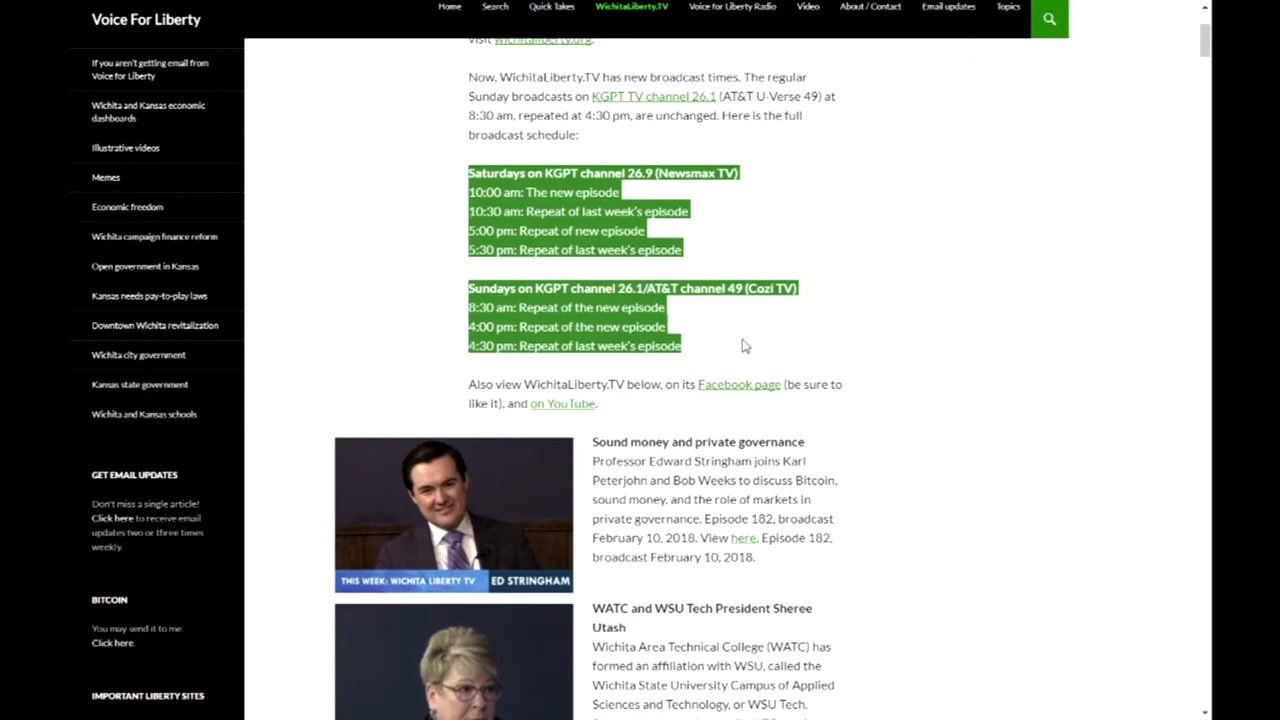 Voice For Liberty
Home
Search
Quick Takes
WichitaLiberty.TV
Voice for Liberty Radio
Video
About / Contact
Email updates
Topics
If you aren't getting email from
Voice for Liberty
Wichita and Kansas economic
dashboards
Illustrative videos
Memes
Economic freedom
Wichita campaign finance reform
Open government in Kansas
Kansas needs pay-to-play laws
Downtown Wichita revitalization
Wichita city government
Kansas state government
Wichita and Kansas schools
GET EMAIL UPDATES
Don't miss a single article!
Click here to receive email
updates two or three times
weekly.
BITCOIN
You may send it to me.
Click here.
IMPORTANT LIBERTY SITES
visit wichitaliberty.org.
Now, WichitaLiberty.TV has new broadcast times. The regular
Sunday broadcasts on KGPT TV channel 26.1 (AT&T U-Verse 49) at
8:30 am, repeated at 4:30 pm, are unchanged. Here is the full
broadcast schedule:
Saturdays on KGPT channel 26.9 (Newsmax TV)
10:00 am: The new episode
10:30 am: Repeat of last week's episode
5:00 pm: Repeat of new episode
5:30 pm: Repeat of last week's episode
Sundays on KGPT channel 26.1/AT&T channel 49 (Cozi TV)
8:30 am: Repeat of the new episode
4:00 pm: Repeat of the new episode
4:30 pm: Repeat of last week's episode
Also view WichitaLiberty.TV below, on its Facebook page (be sure to
like it), and on YouTube.
THIS WEEK: WICHITA LIBERTY TV
ED STRINGHAM
Sound money and private governance
Professor Edward Stringham joins Karl
Peterjohn and Bob Weeks to discuss Bitcoin,
sound money, and the role of markets in
private governance. Episode 182, broadcast
February 10, 2018. View here. Episode 182,
broadcast February 10, 2018.
WATC and WSU Tech President Sheree
Utash
Wichita Area Technical College (WATC) has
formed an affiliation with WSU, called the
Wichita State University Campus of Applied
Sciences and Technology, or WSU Tech.